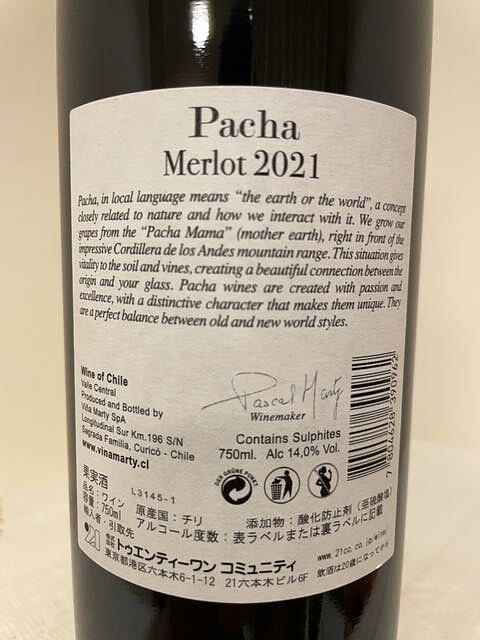 Pacha
Merlot 2021
Pacha, in local language means "the earth or the world", a concept
closely related to nature and how we interact with it. We grow our
grapes from the "Pacha Mama" (mother earth), right in front of the
impressive Cordillera de los Andes mountain range. This situation gives
vitality to the soil and vines, creating a beautiful connection between the
origin and your glass. Pacha wines are created with passion and
excellence, with a distinctive character that makes them unique. They
are a perfect balance between old and new world styles.
Wine of Chile
Valle Central
Produced and Bottled by
Viña Marty SpA
Longitudinal Sur Km.196 S/N
Sagrada Familia, Curicó - Chile
www.vinamarty.cl
Pascal Marty
Winemaker
Contains Sulphites
750ml. Alc 14,0% Vol.
7 804428 390962
DER GRÜNE PUNKT
L3145-1
果実酒
品名：ワイン
容量：750ml
輸入者：引取先
原産国：チリ
添加物：酸化防止剤（亜硫酸塩）
アルコール度数：表ラベルまたは裏ラベルに記載
株式会社 トゥエンティーワン コミュニティ
東京都港区六本木6-1-12 21六本木ビル6F
www.21cc.co.jp/wine/
飲酒は20歳になってから